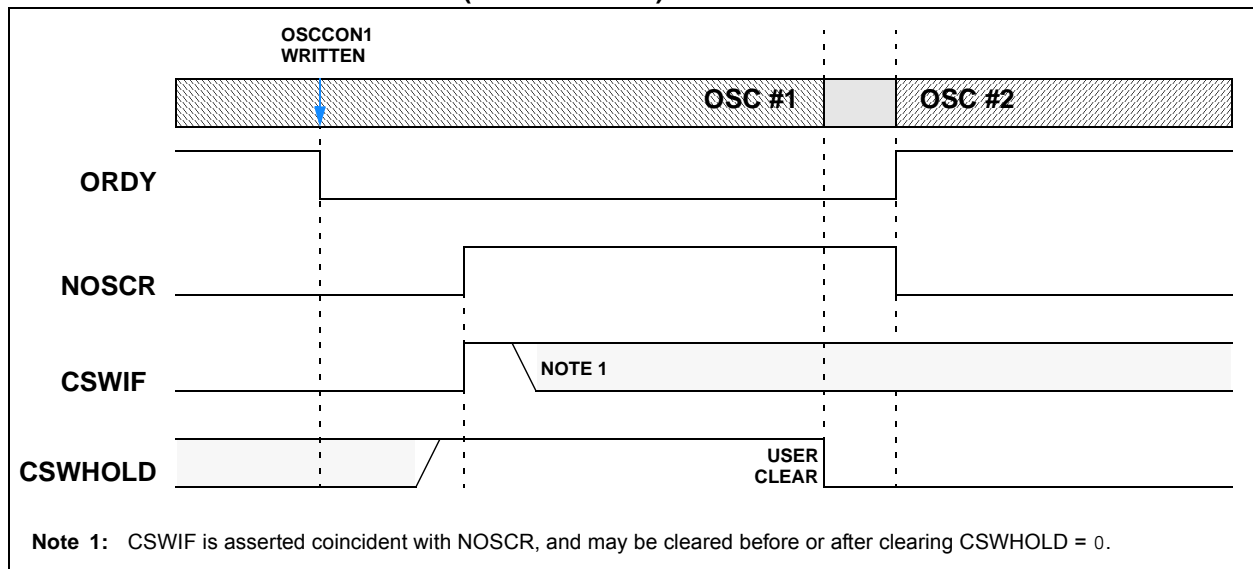 OSCCON1
WRITTEN
OSC #1
OSC #2
ORDY
NOSCR
CSWIF
NOTE 1
CSWHOLD
USER
CLEAR
Note 1: CSWIF is asserted coincident with NOSCR, and may be cleared before or after clearing CSWHOLD = 0.